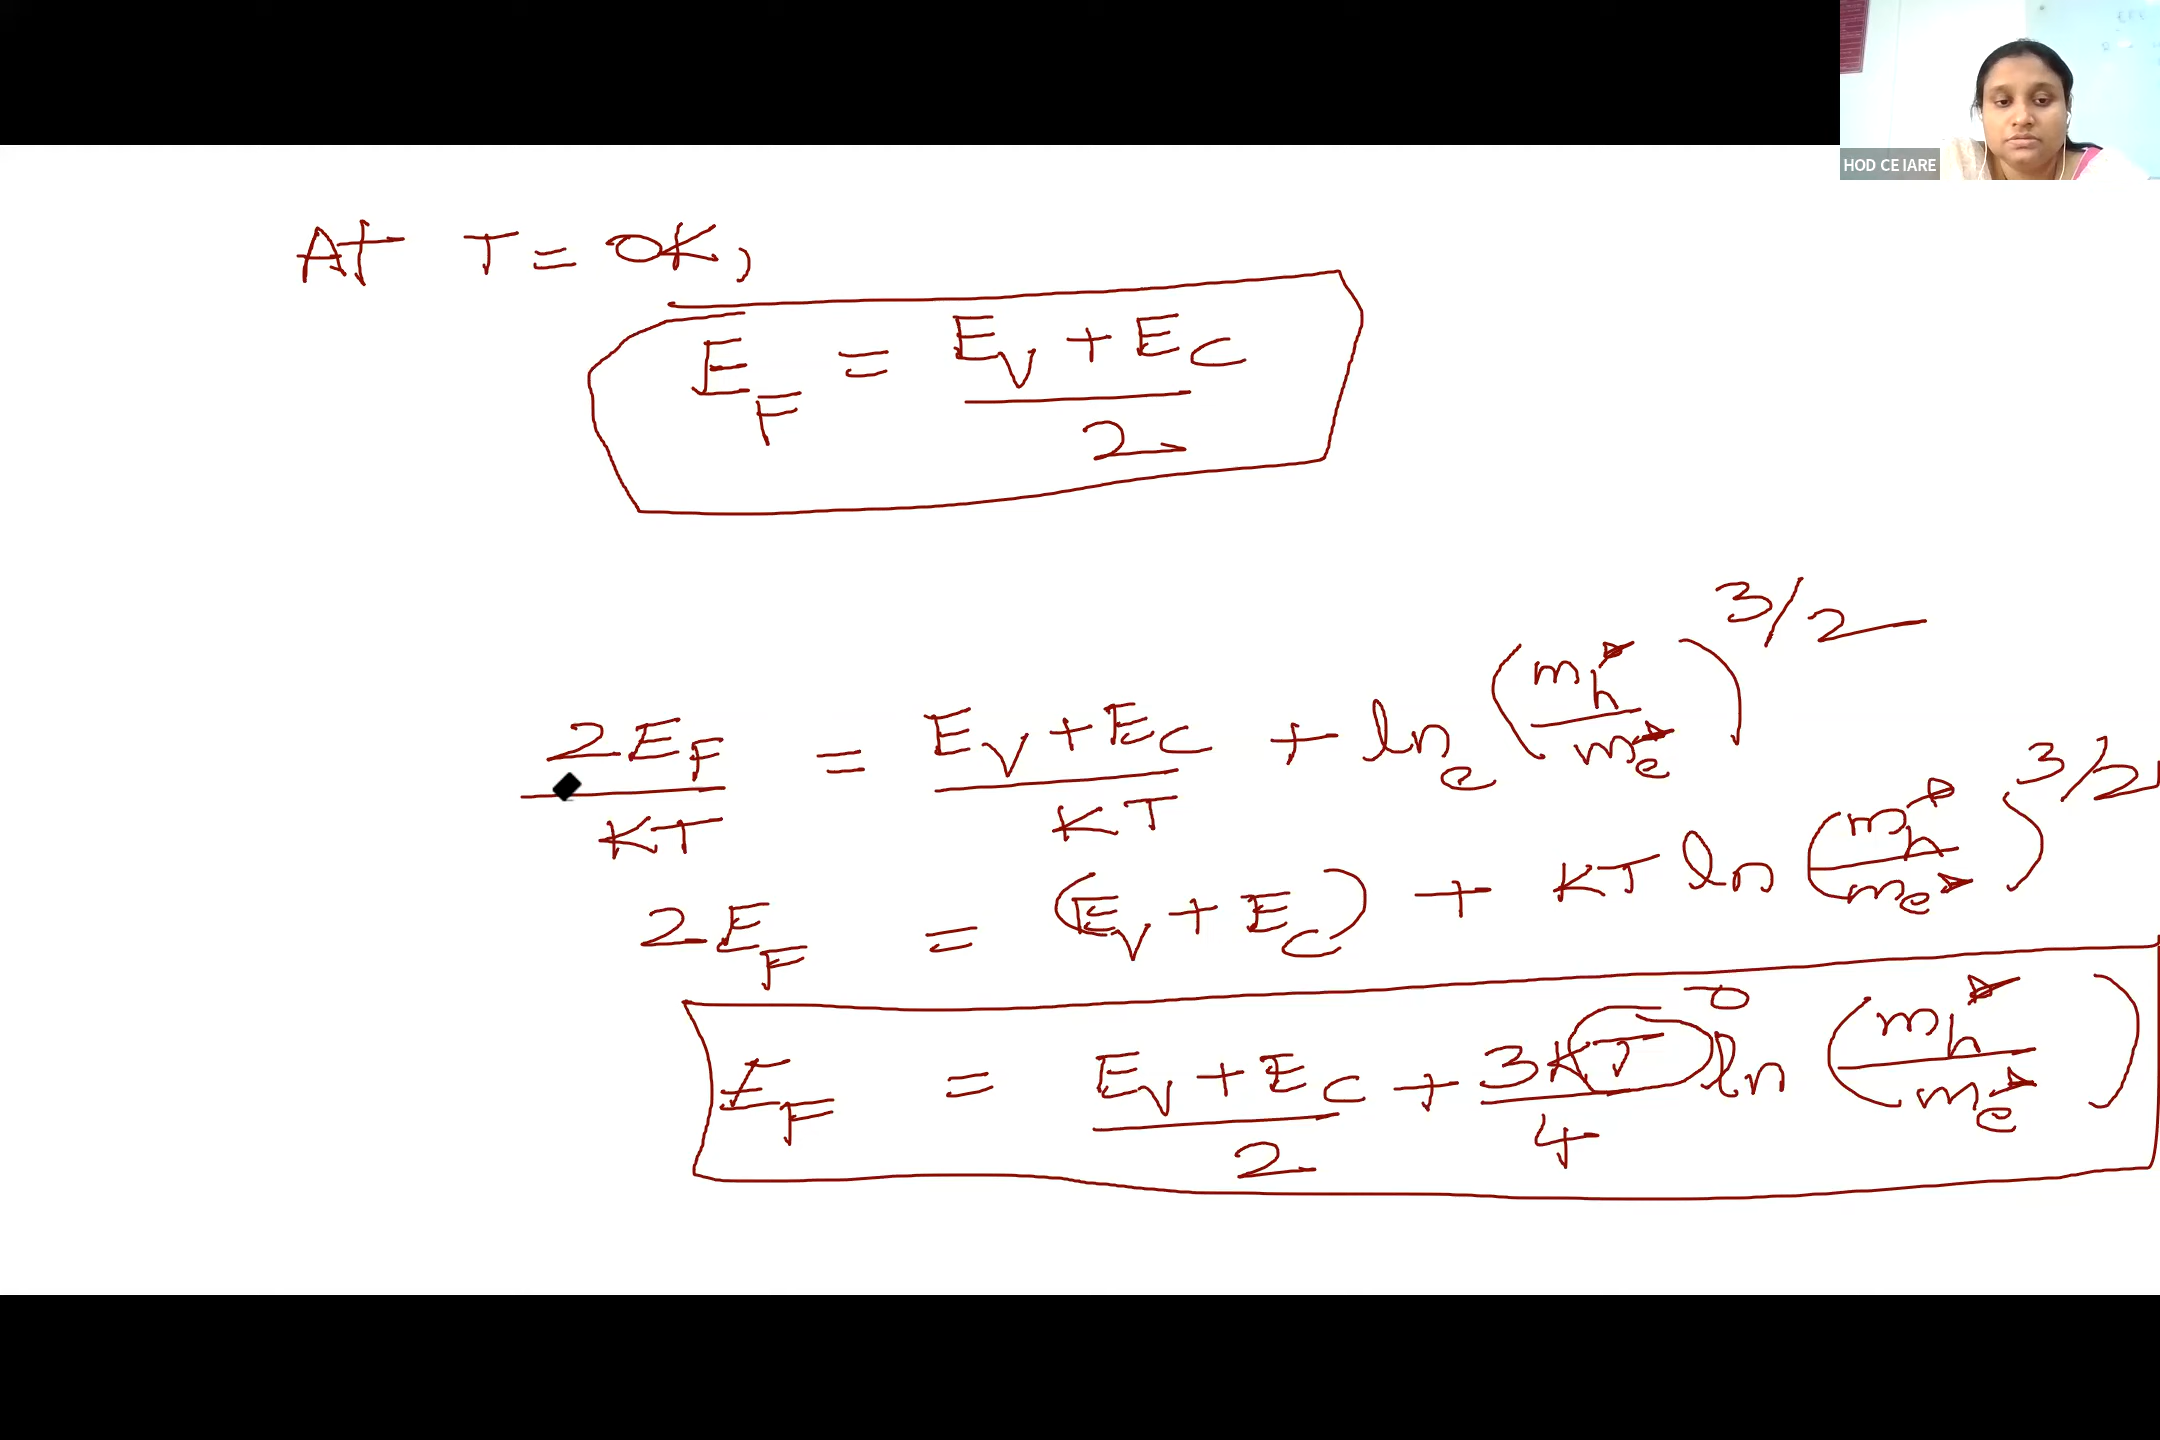 HOD CE IARE
At T = 0K,
E_F = (E_V + E_C)/2
2E_F/KT = (E_V + E_C)/KT + ln_e (m_h*/m_e*)^3/2
2E_F = (E_V + E_C) + KT ln (m_h*/m_e*)^3/2
E_F = (E_V + E_C)/2 + 3KT/4 ln (m_h*/m_e*)
0